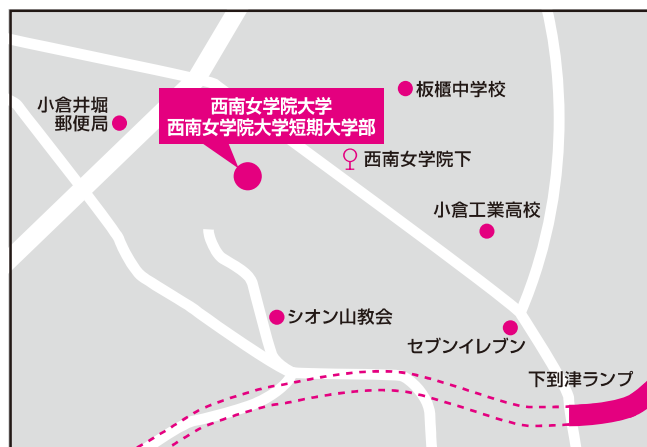 板櫃中学校
小倉井堀
郵便局
西南女学院大学
西南女学院大学短期大学部
西南女学院下
小倉工業高校
シオン山教会
セブンイレブン
下到津ランプ